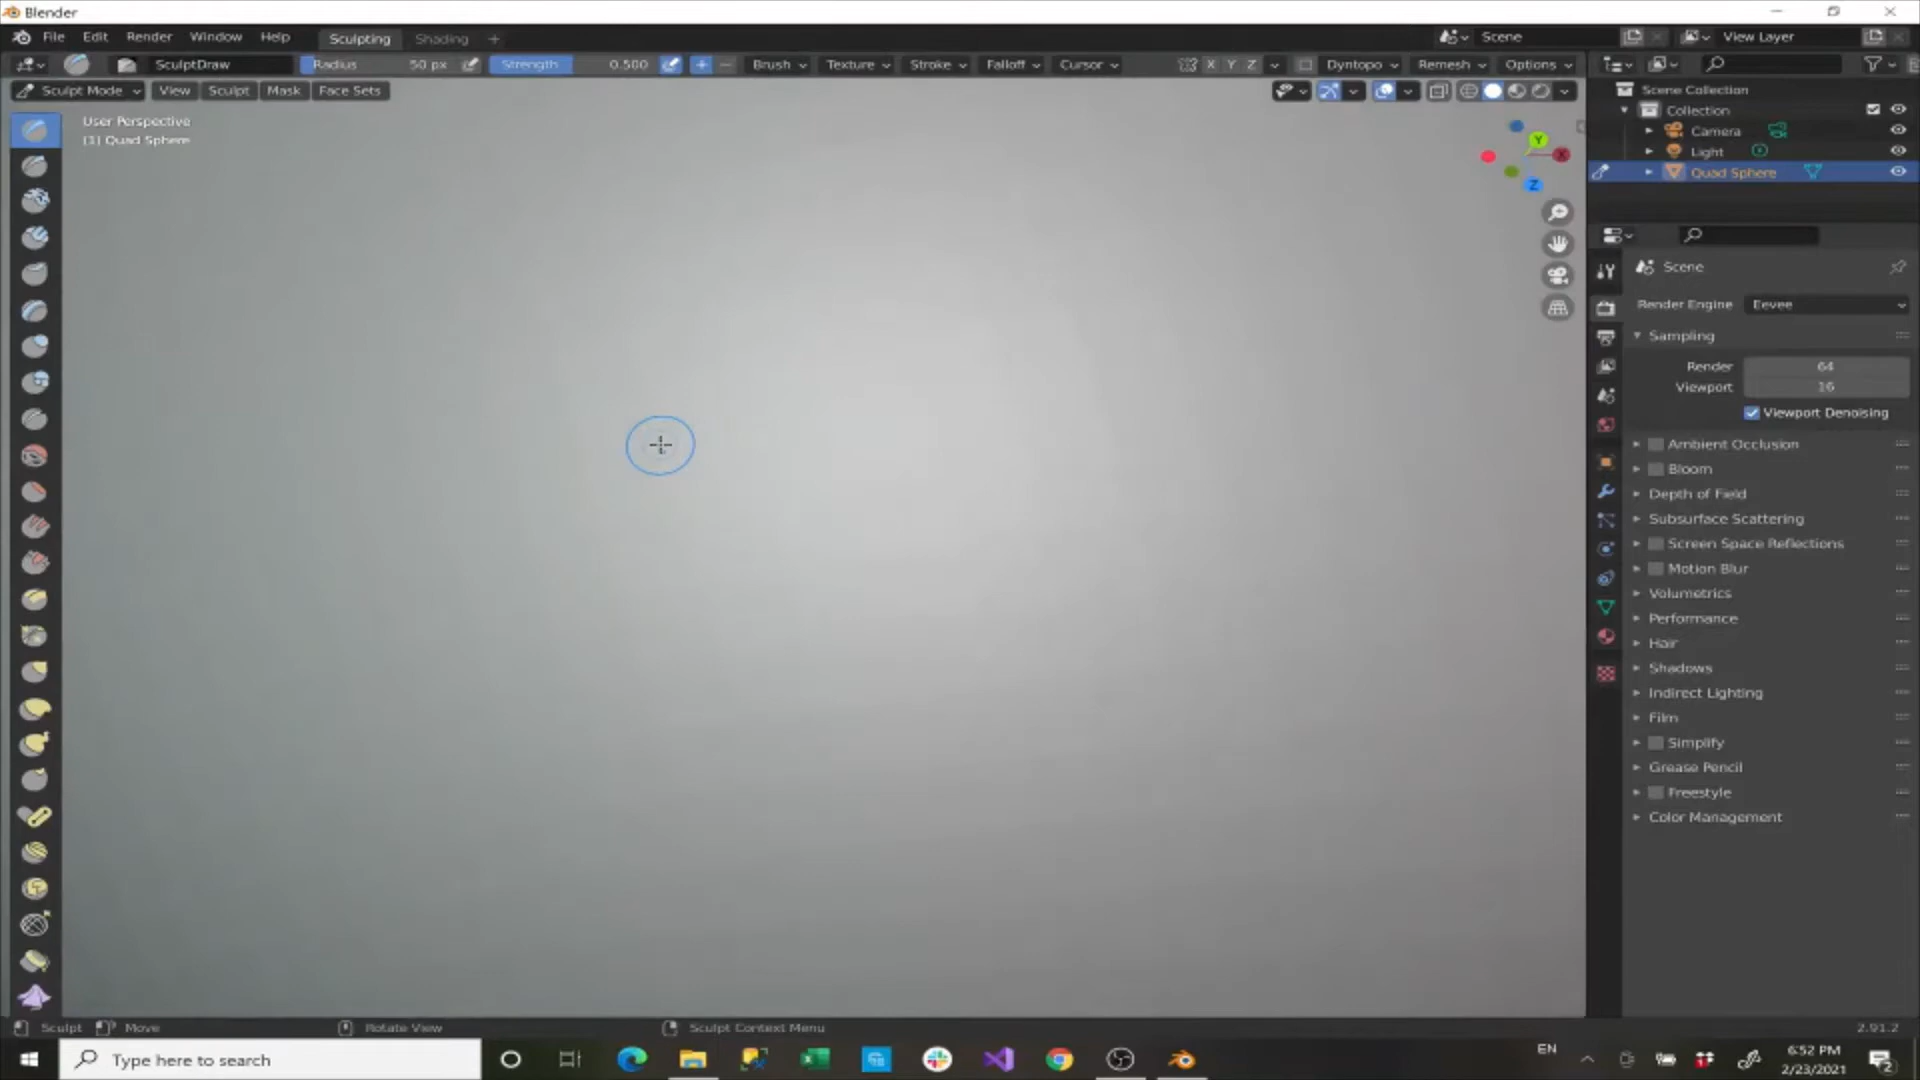 Blender
File Edit Render Window Help Sculpting Shading + Scene View Layer
SculptDraw Radius 50 px Strength 0.500 + − Brush Texture Stroke Falloff Cursor X Y Z Dyntopo Remesh Options
Sculpt Mode View Sculpt Mask Face Sets
User Perspective
(1) Quad Sphere
Y
X
Z
Scene Collection
Collection
Camera
Light
Quad Sphere
Scene
Render Engine Eevee
Sampling
Render 64
Viewport 16
Viewport Denoising
Ambient Occlusion
Bloom
Depth of Field
Subsurface Scattering
Screen Space Reflections
Motion Blur
Volumetrics
Performance
Hair
Shadows
Indirect Lighting
Film
Simplify
Grease Pencil
Freestyle
Color Management
Sculpt Move Rotate View Sculpt Context Menu 2.91.2
Type here to search
EN
6:52 PM
2/23/2021
2